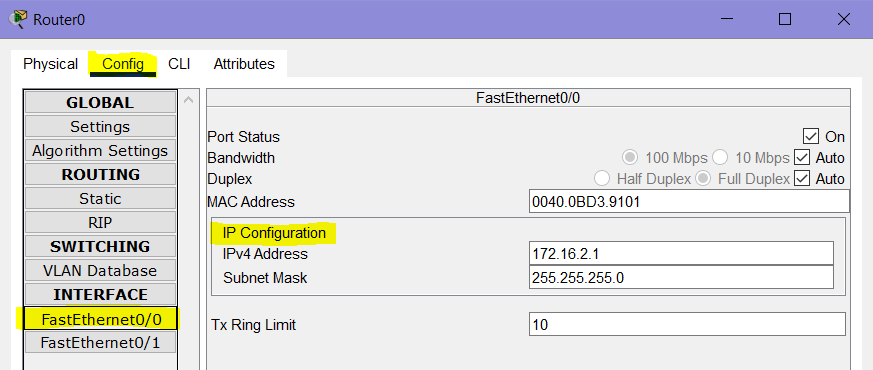 Router0
Physical Config CLI Attributes
GLOBAL
Settings
Algorithm Settings
ROUTING
Static
RIP
SWITCHING
VLAN Database
INTERFACE
FastEthernet0/0
FastEthernet0/1
FastEthernet0/0
Port Status On
Bandwidth 100 Mbps 10 Mbps Auto
Duplex Half Duplex Full Duplex Auto
MAC Address 0040.0BD3.9101
IP Configuration
IPv4 Address 172.16.2.1
Subnet Mask 255.255.255.0
Tx Ring Limit 10